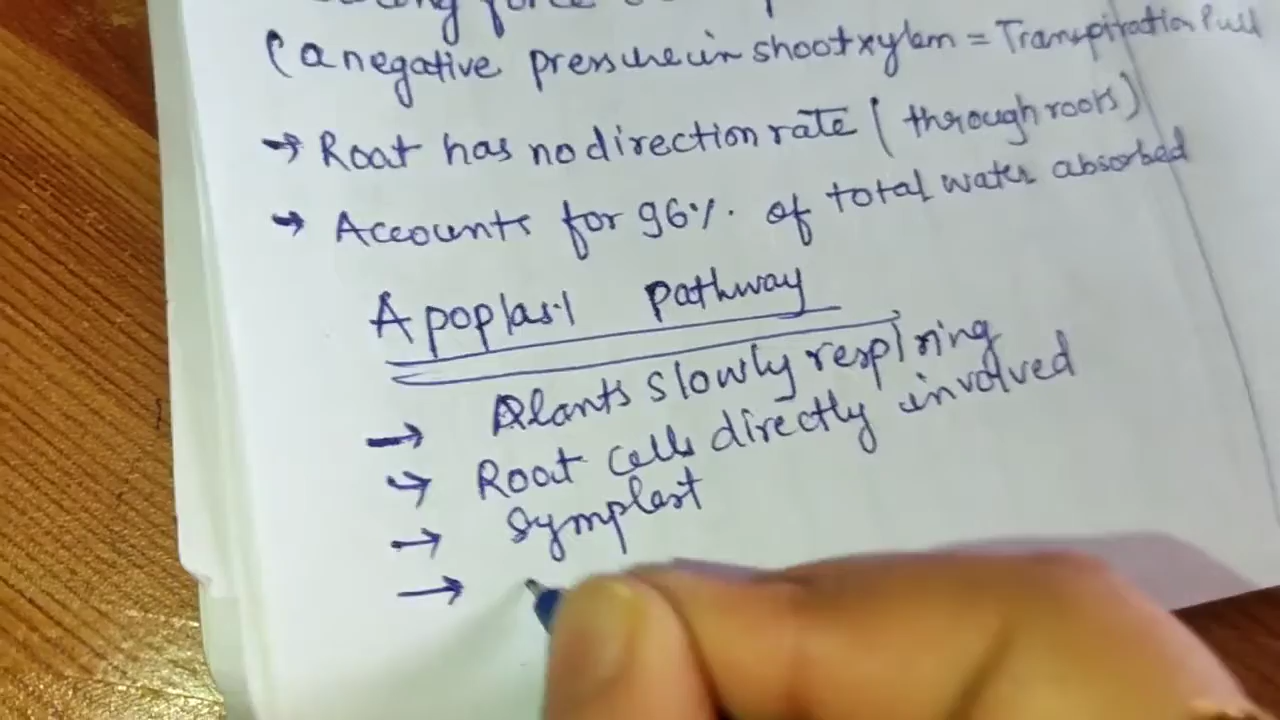 force
(a negative pressure in shoot xylem = Transpiration Pull
→ Root has no direction rate ( through roots)
→ Accounts for 96% of total water absorbed
Apoplast pathway
→ Plants slowly respiring
→ Root cells directly involved
→ Symplast
→